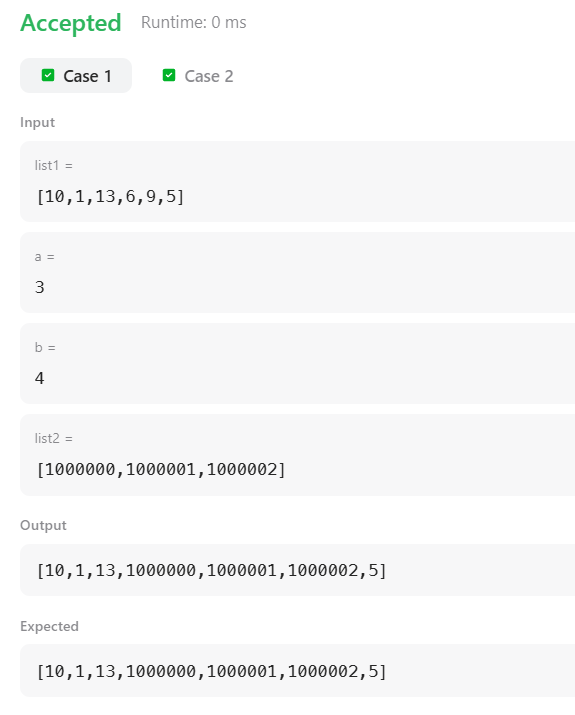 Accepted Runtime: 0 ms
Case 1 Case 2
Input
list1 =
[10,1,13,6,9,5]
a =
3
b =
4
list2 =
[1000000,1000001,1000002]
Output
[10,1,13,1000000,1000001,1000002,5]
Expected
[10,1,13,1000000,1000001,1000002,5]